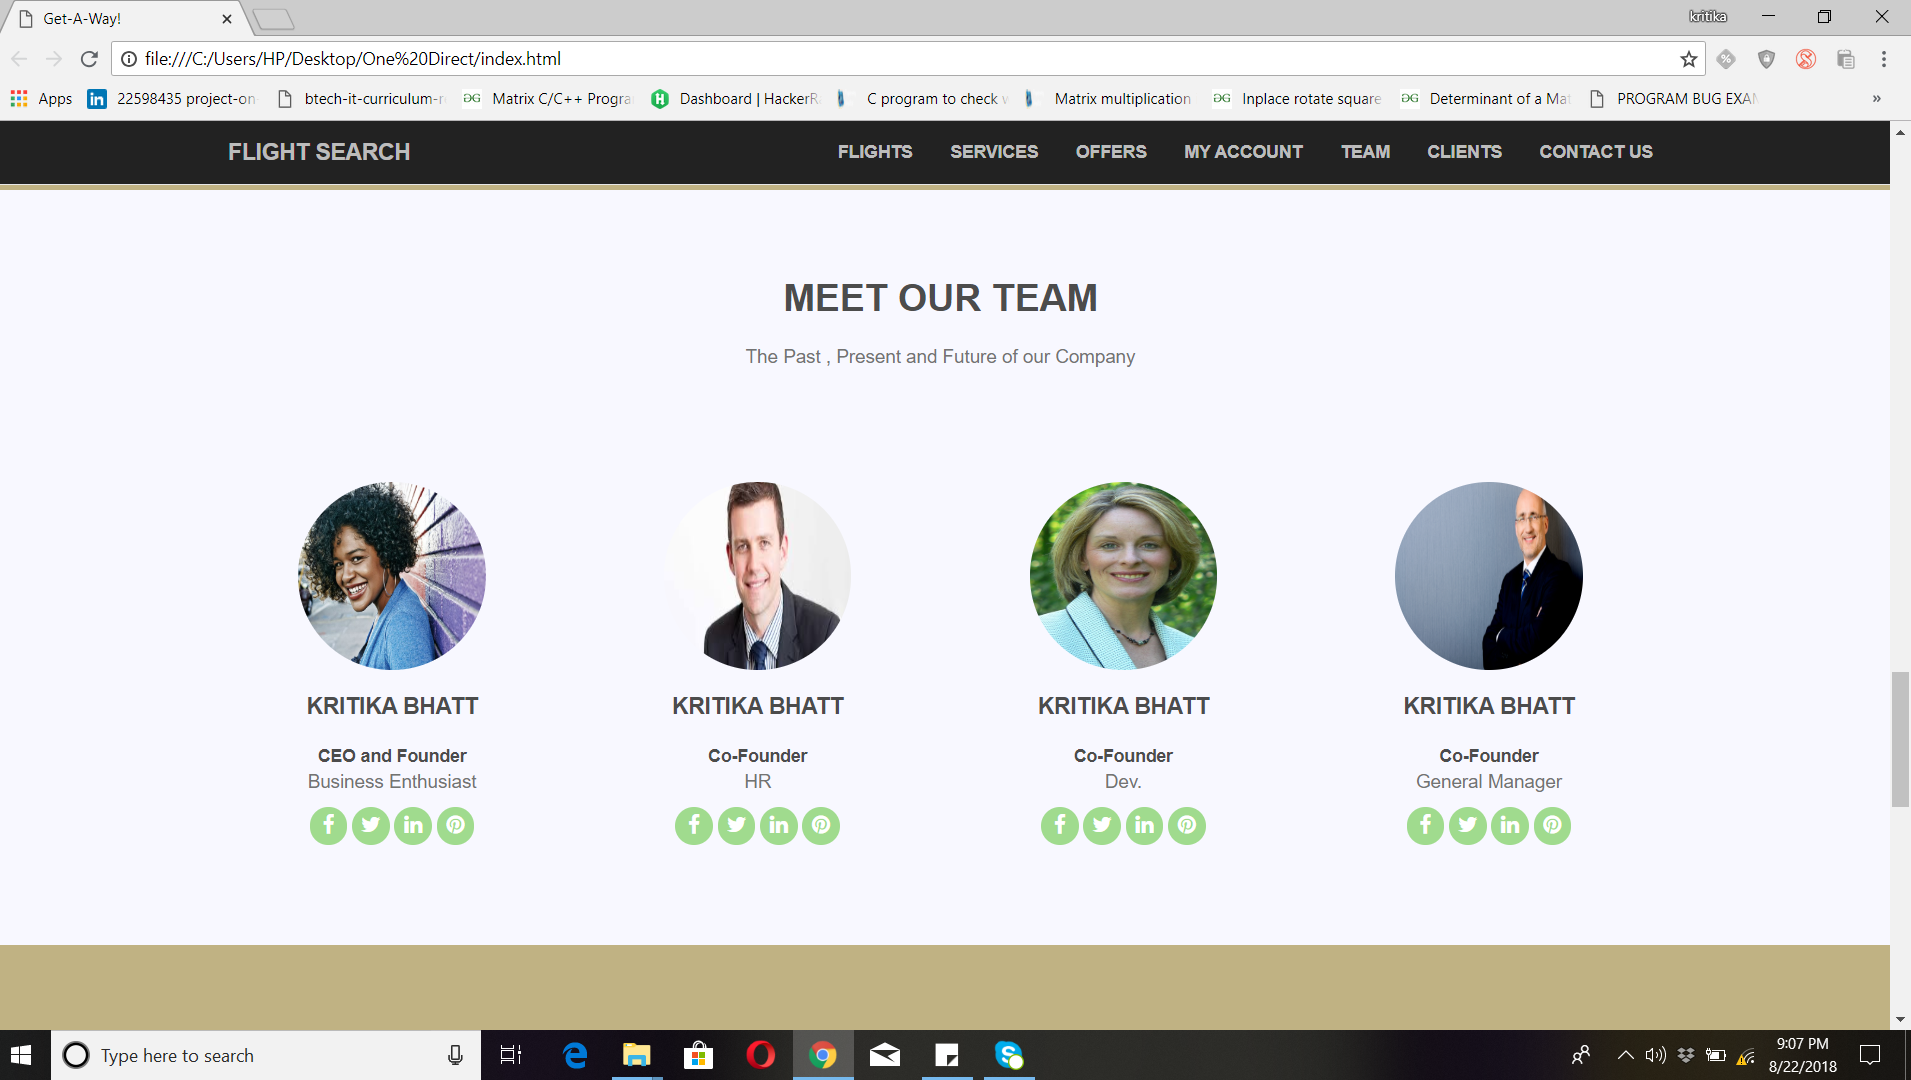 Get-A-Way!
kritika
file:///C:/Users/HP/Desktop/One%20Direct/index.html
Apps 22598435 project-on btech-it-curriculum- Matrix C/C++ Progra Dashboard | HackerR C program to check Matrix multiplication Inplace rotate square Determinant of a Mat PROGRAM BUG EXA »
FLIGHT SEARCH FLIGHTS SERVICES OFFERS MY ACCOUNT TEAM CLIENTS CONTACT US
MEET OUR TEAM
The Past , Present and Future of our Company
KRITIKA BHATT KRITIKA BHATT KRITIKA BHATT KRITIKA BHATT
CEO and Founder Co-Founder Co-Founder Co-Founder
Business Enthusiast HR Dev. General Manager
Type here to search
9:07 PM
8/22/2018